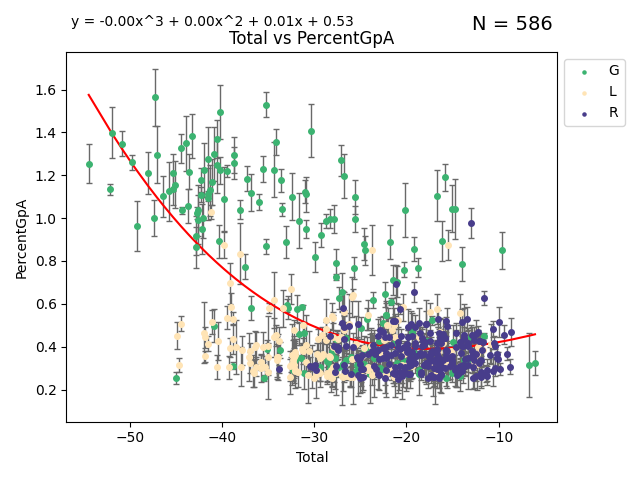 y = -0.00x^3 + 0.00x^2 + 0.01x + 0.53
N = 586
Total vs PercentGpA
G
L
R
PercentGpA
1.6
1.4
1.2
1.0
0.8
0.6
0.4
0.2
−50
−40
−30
−20
−10
Total